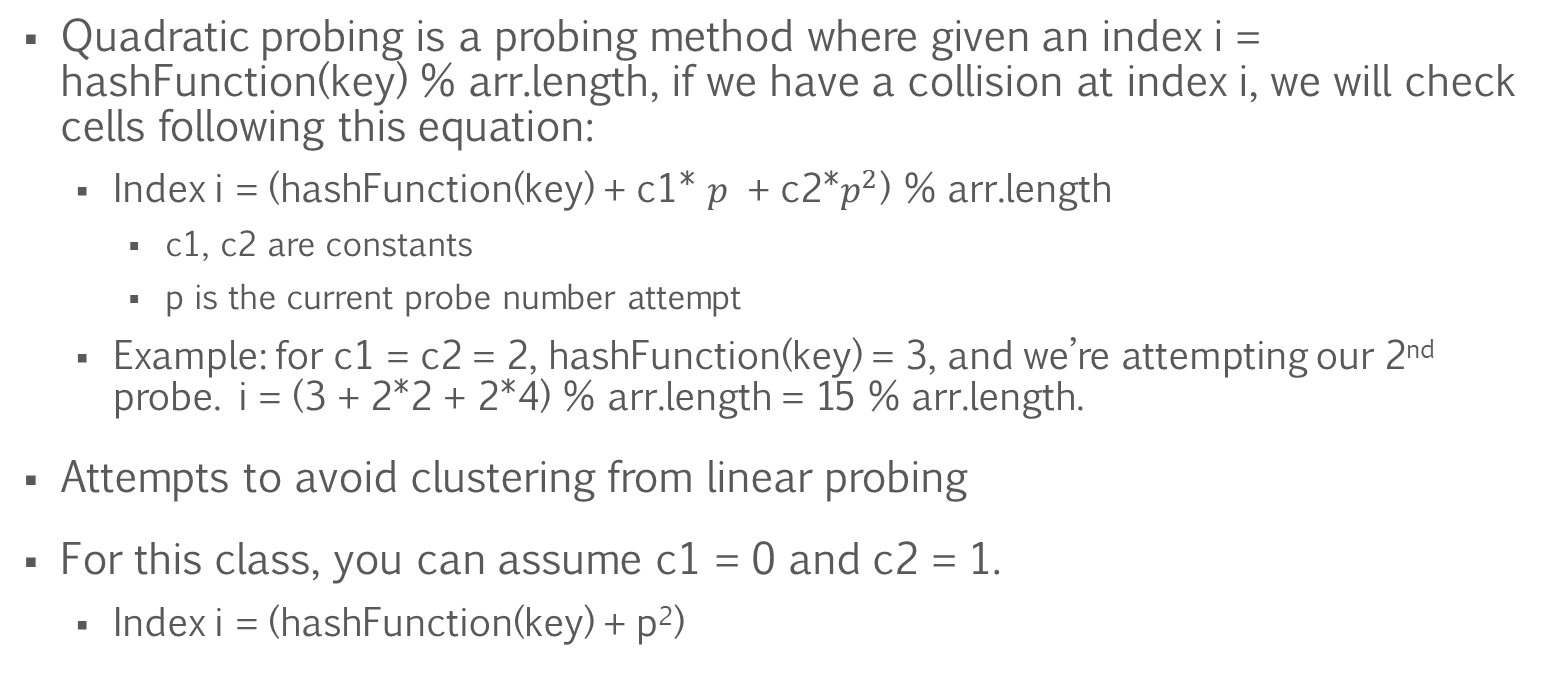 ▪ Quadratic probing is a probing method where given an index i =
hashFunction(key) % arr.length, if we have a collision at index i, we will check
cells following this equation:
▪ Index i = (hashFunction(key) + c1* p + c2*p²) % arr.length
▪ c1, c2 are constants
▪ p is the current probe number attempt
▪ Example: for c1 = c2 = 2, hashFunction(key) = 3, and we’re attempting our 2nd
probe. i = (3 + 2*2 + 2*4) % arr.length = 15 % arr.length.
▪ Attempts to avoid clustering from linear probing
▪ For this class, you can assume c1 = 0 and c2 = 1.
▪ Index i = (hashFunction(key) + p²)